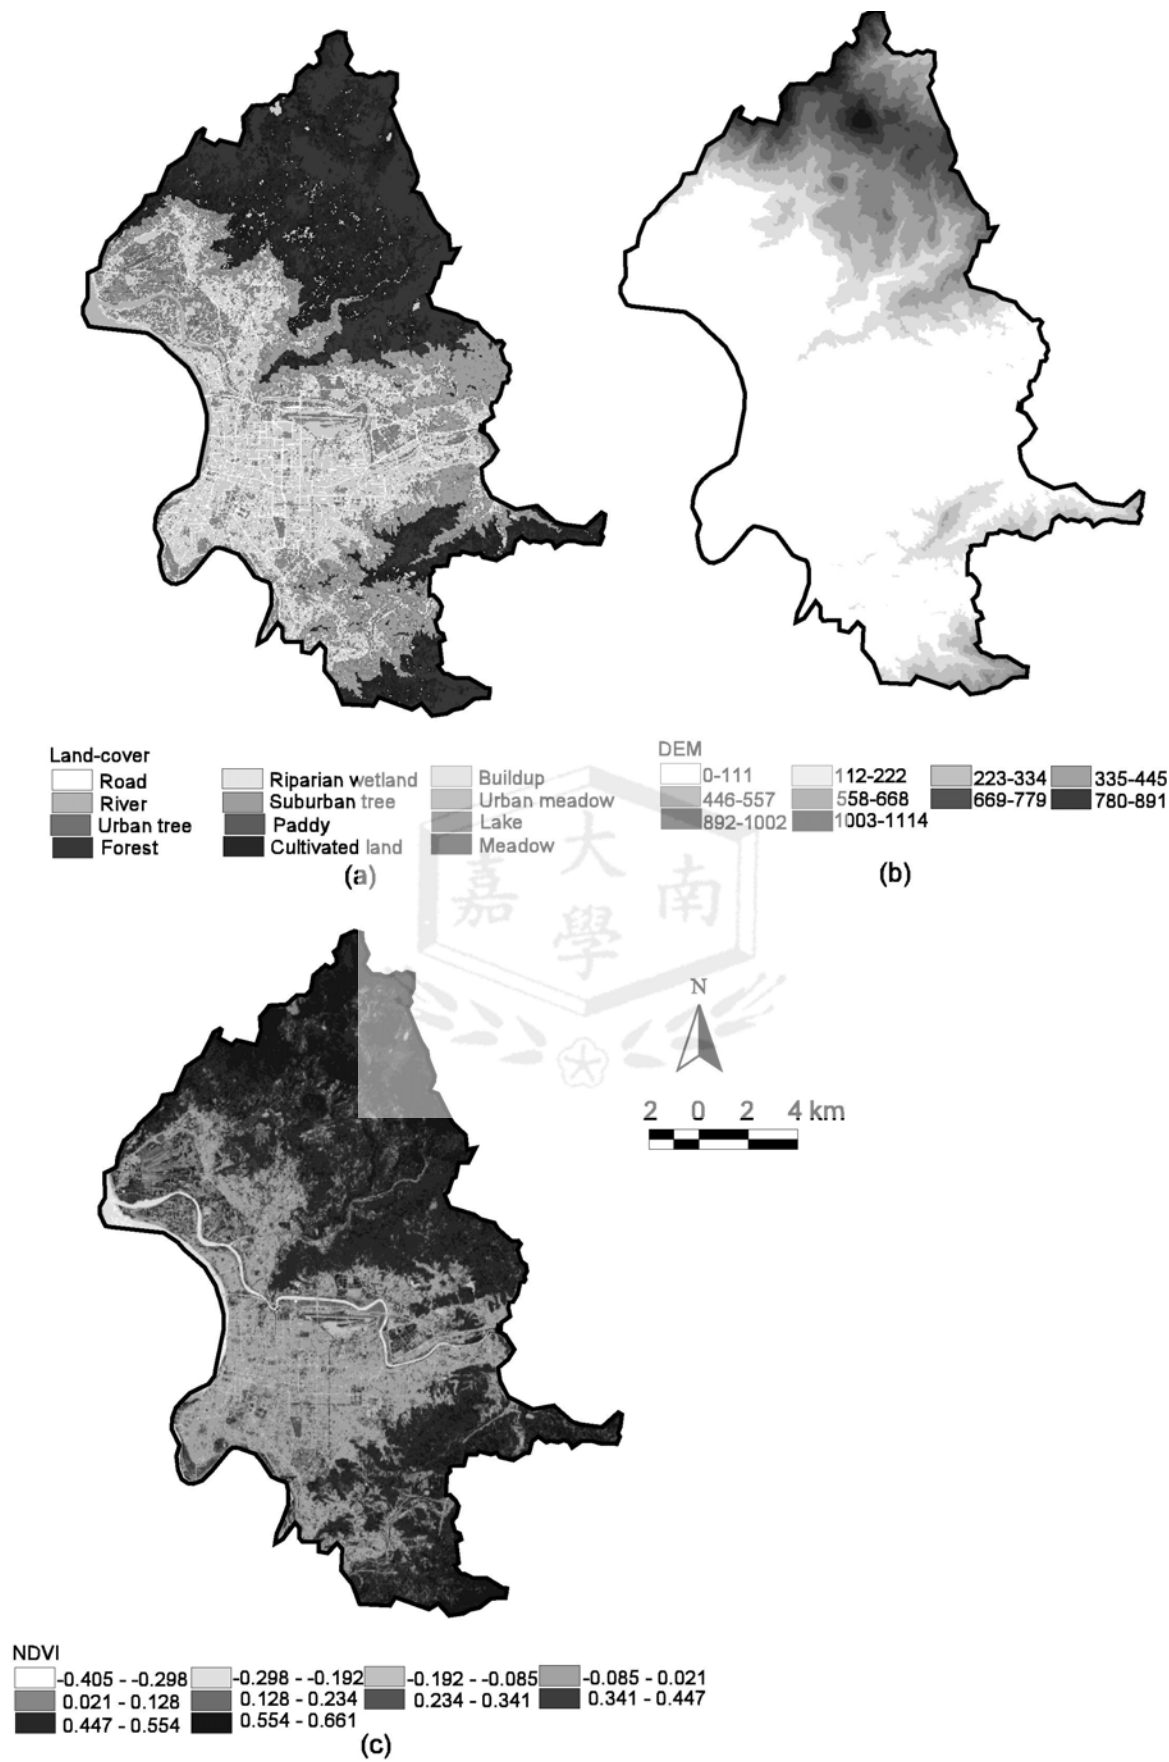 Land-cover
Road Riparian wetland Buildup
River Suburban tree Urban meadow
Urban tree Paddy Lake
Forest Cultivated land Meadow
(a)
DEM
0-111 112-222 223-334 335-445
446-557 558-668 669-779 780-891
892-1002 1003-1114
(b)
大
嘉 南
學
N
2 0 2 4 km
NDVI
-0.405 - -0.298 -0.298 - -0.192 -0.192 - -0.085 -0.085 - 0.021
0.021 - 0.128 0.128 - 0.234 0.234 - 0.341 0.341 - 0.447
0.447 - 0.554 0.554 - 0.661
(c)